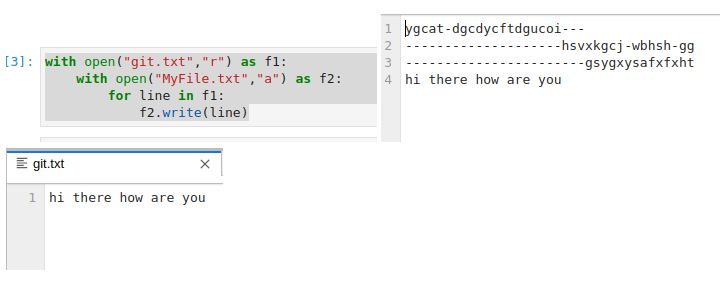 [3]:
with open("git.txt","r") as f1:
    with open("MyFile.txt","a") as f2:
        for line in f1:
            f2.write(line)
1 ygcat-dgcdycftdgucoi---
2 --------------------hsvxkgcj-wbhsh-gg
3 -----------------------gsygxysafxfxht
4 hi there how are you
git.txt
1 hi there how are you